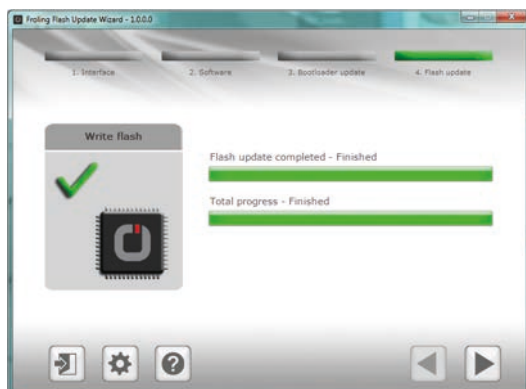 Froling Flash Update Wizard - 1.0.0.0
1. Interface
2. Software
3. Bootloader update
4. Flash update
Write flash
Flash update completed - Finished
Total progress - Finished